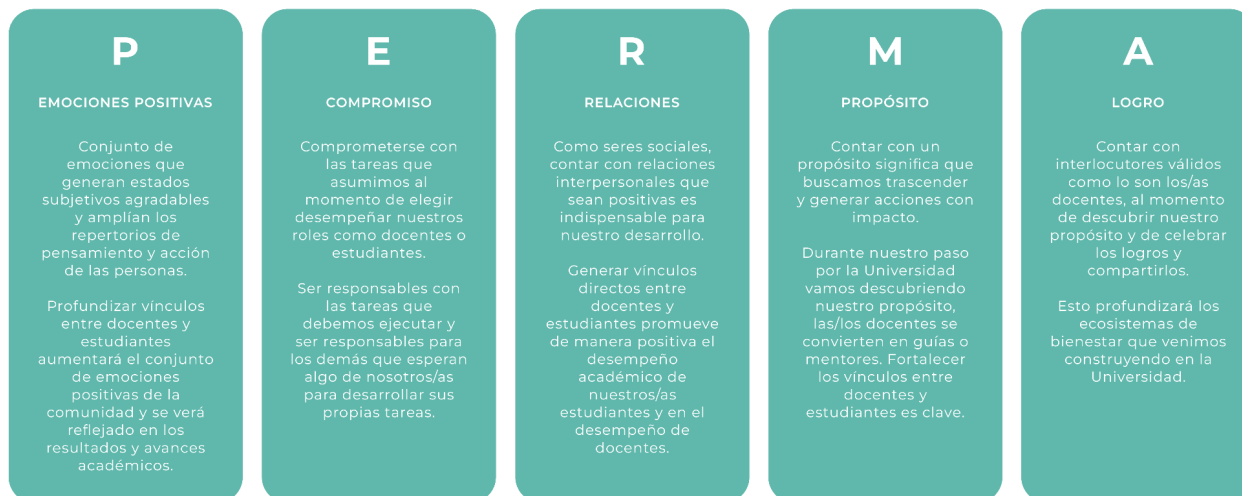 P
EMOCIONES POSITIVAS
Conjunto de
emociones que
generan estados
subjetivos agradables
y amplían los
repertorios de
pensamiento y acción
de las personas.
Profundizar vínculos
entre docentes y
estudiantes
aumentará el conjunto
de emociones
positivas de la
comunidad y se verá
reflejado en los
resultados y avances
académicos.
E
COMPROMISO
Comprometerse con
las tareas que
asumimos al
momento de elegir
desempeñar nuestros
roles como docentes o
estudiantes.
Ser responsables con
las tareas que
debemos ejecutar y
ser responsables para
los demás que esperan
algo de nosotros/as
para desarrollar sus
propias tareas.
R
RELACIONES
Como seres sociales,
contar con relaciones
interpersonales que
sean positivas es
indispensable para
nuestro desarrollo.
Generar vínculos
directos entre
docentes y
estudiantes promueve
de manera positiva el
desempeño
académico de
nuestros/as
estudiantes y en el
desempeño de
docentes.
M
PROPÓSITO
Contar con un
propósito significa que
buscamos trascender
y generar acciones con
impacto.
Durante nuestro paso
por la Universidad
vamos descubriendo
nuestro propósito,
las/los docentes se
convierten en guías o
mentores. Fortalecer
los vínculos entre
docentes y
estudiantes es clave.
A
LOGRO
Contar con
interlocutores válidos
como lo son los/as
docentes, al momento
de descubrir nuestro
propósito y de celebrar
los logros y
compartirlos.
Esto profundizará los
ecosistemas de
bienestar que venimos
construyendo en la
Universidad.